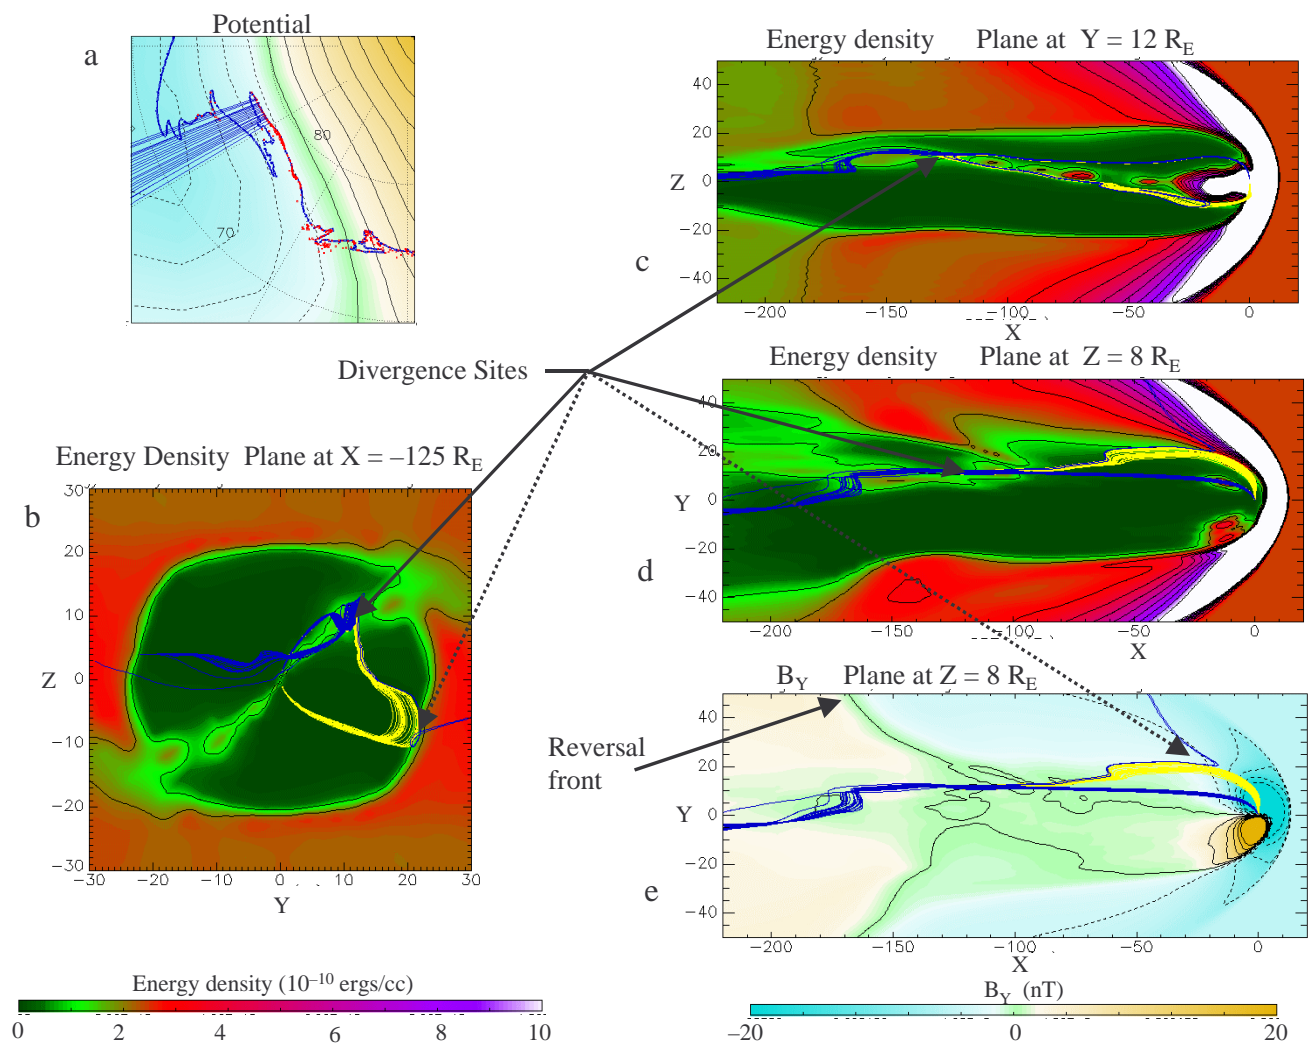 Potential
a
80
70
Energy density Plane at Y = 12 R_E
40
20
Z 0
−20
−40
c
−200 −150 −100 −50 0
X
Divergence Sites
Energy density Plane at Z = 8 R_E
40
20
Y 0
−20
−40
d
−200 −150 −100 −50 0
X
Energy Density Plane at X = −125 R_E
b
30
20
10
Z 0
−10
−20
−30
−30 −20 −10 0 10 20 30
Y
B_Y Plane at Z = 8 R_E
Reversal
front
40
20
Y 0
−20
−40
e
−200 −150 −100 −50 0
X
Energy density (10^−10 ergs/cc)
0 2 4 6 8 10
B_Y (nT)
−20 0 20